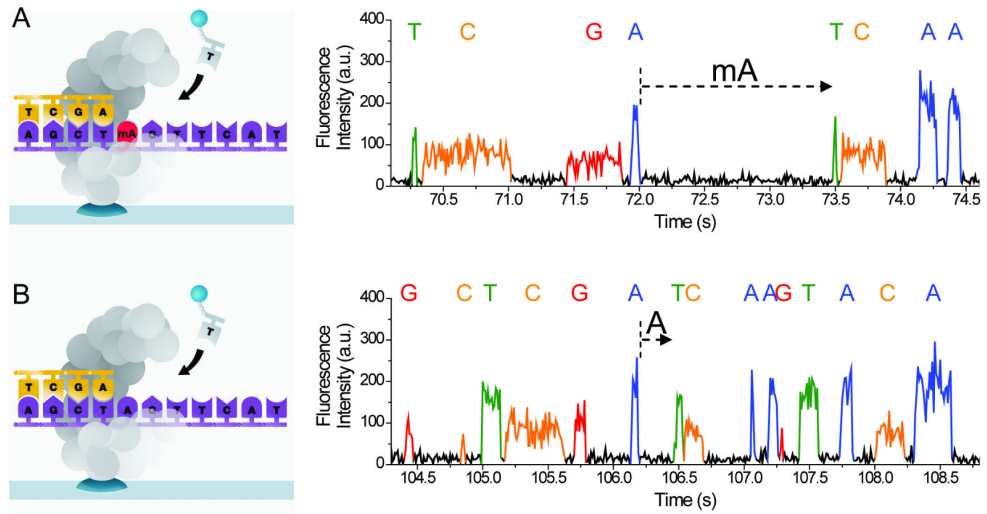 A
T
T C G A
A G C T mA G T T C A T
T C G A T C A A
mA
Fluorescence
Intensity (a.u.)
400
300
200
100
0
70.5 71.0 71.5 72.0 72.5 73.0 73.5 74.0 74.5
Time (s)
B
T
T C G A
A G C T A G T T C A T
G C T C G A T C A A G T A C A
A
Fluorescence
Intensity (a.u.)
400
300
200
100
0
104.5 105.0 105.5 106.0 106.5 107.0 107.5 108.0 108.5
Time (s)